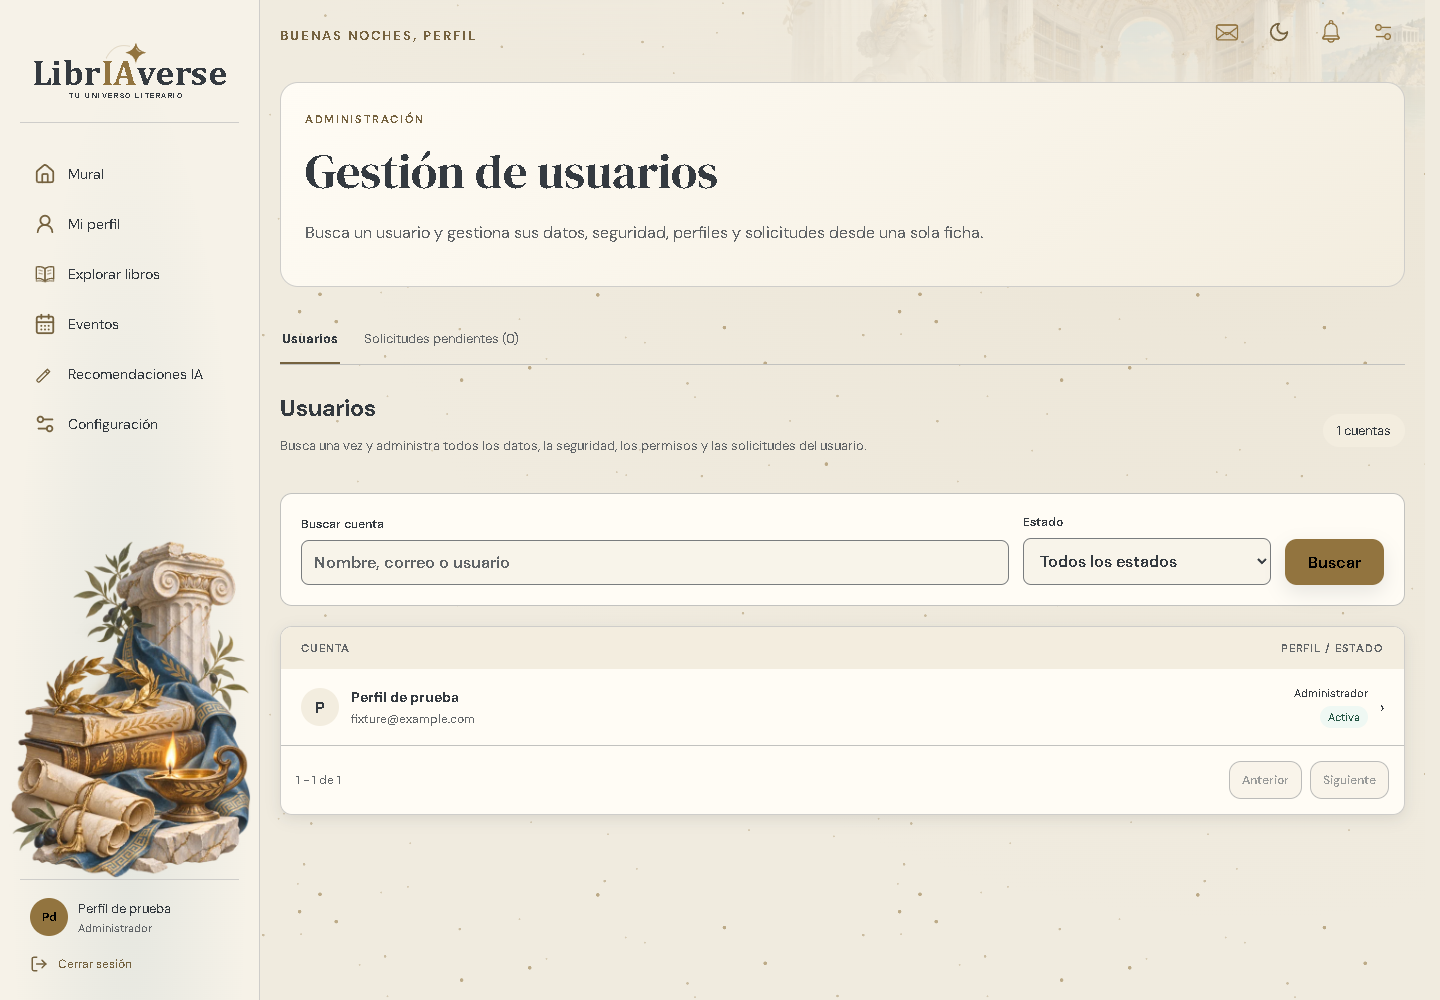 LibrIAverse
TU UNIVERSO LITERARIO
Mural
Mi perfil
Explorar libros
Eventos
Recomendaciones IA
Configuración
Pd
Perfil de prueba
Administrador
Cerrar sesión
BUENAS NOCHES, PERFIL
ADMINISTRACIÓN
Gestión de usuarios
Busca un usuario y gestiona sus datos, seguridad, perfiles y solicitudes desde una sola ficha.
Usuarios
Solicitudes pendientes (0)
Usuarios
Busca una vez y administra todos los datos, la seguridad, los permisos y las solicitudes del usuario.
1 cuentas
Buscar cuenta
Nombre, correo o usuario
Estado
Todos los estados
Buscar
CUENTA
PERFIL / ESTADO
P
Perfil de prueba
fixture@example.com
Administrador
Activa
1–1 de 1
Anterior
Siguiente